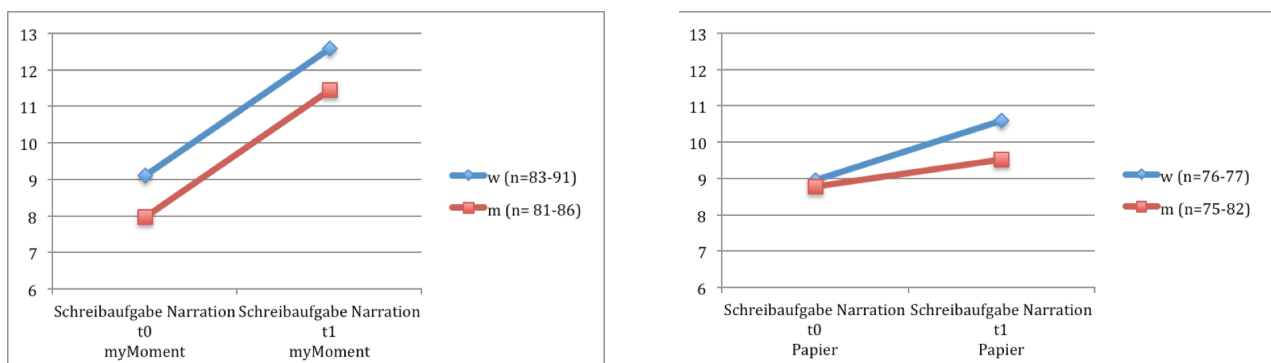 13
12
11
10
9
8
7
6
Schreibaufgabe Narration
t0
myMoment
Schreibaufgabe Narration
t1
myMoment
w (n=83-91)
m (n= 81-86)
13
12
11
10
9
8
7
6
Schreibaufgabe Narration
t0
Papier
Schreibaufgabe Narration
t1
Papier
w (n=76-77)
m (n=75-82)